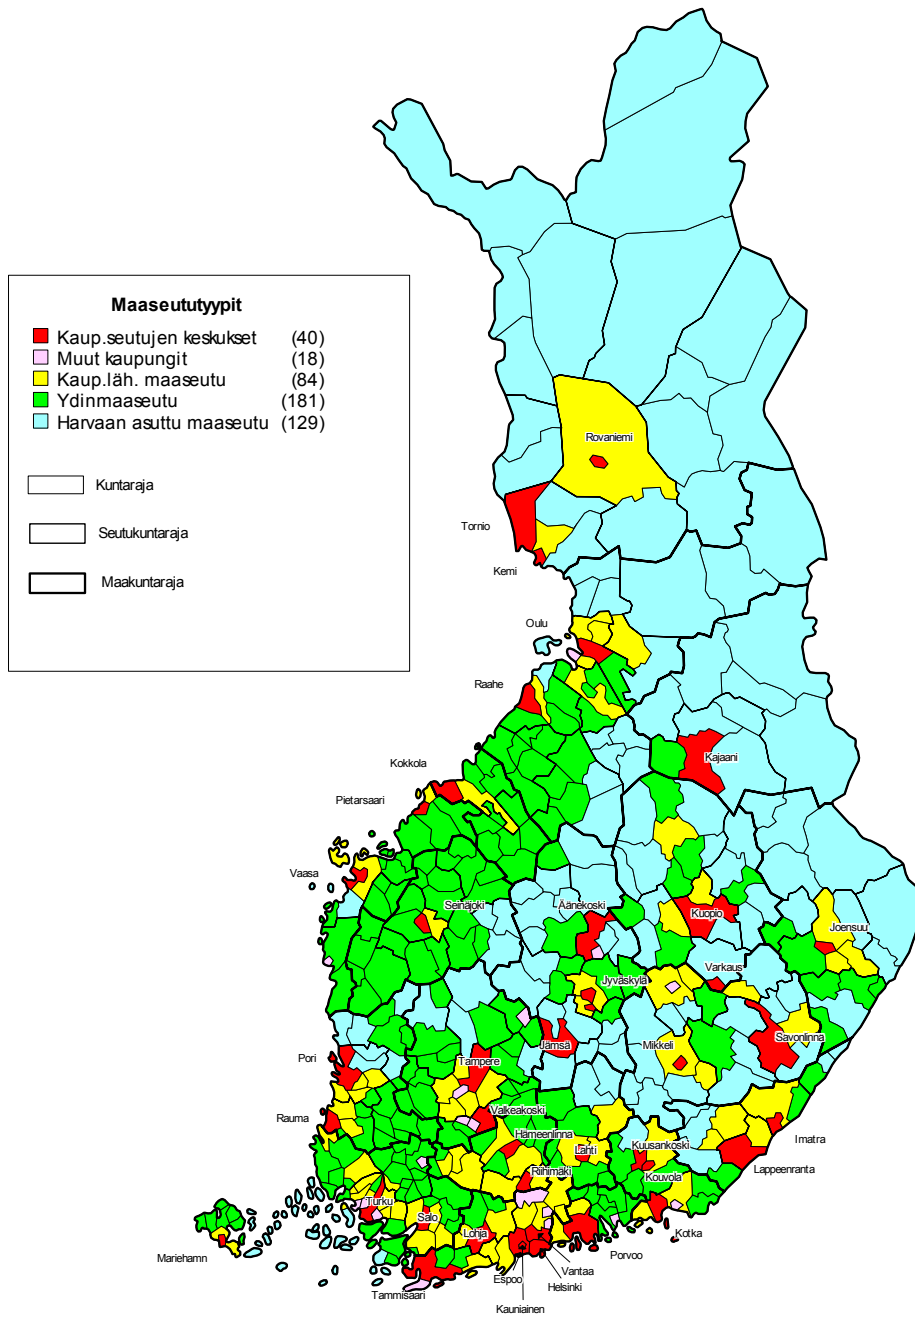 Maaseututyypit
Kaup.seutujen keskukset (40)
Muut kaupungit (18)
Kaup.läh. maaseutu (84)
Ydinmaaseutu (181)
Harvaan asuttu maaseutu (129)
Kuntaraja
Seutukuntaraja
Maakuntaraja
Rovaniemi
Tornio
Kemi
Oulu
Raahe
Kajaani
Kokkola
Pietarsaari
Vaasa
Seinäjoki
Äänekoski
Kuopio
Joensuu
Jyväskylä
Varkaus
Savonlinna
Mikkeli
Jämsä
Pori
Tampere
Rauma
Valkeakoski
Hämeenlinna
Lahti
Kuusankoski
Imatra
Lappeenranta
Riihimäki
Kouvola
Turku
Salo
Lohja
Kotka
Porvoo
Mariehamn
Vantaa
Espoo
Helsinki
Tammisaari
Kauniainen